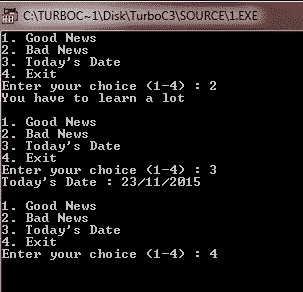 C:\TURBOC~1\Disk\TurboC3\SOURCE\1.EXE
1. Good News
2. Bad News
3. Today's Date
4. Exit
Enter your choice (1-4) : 2
You have to learn a lot
1. Good News
2. Bad News
3. Today's Date
4. Exit
Enter your choice (1-4) : 3
Today's Date : 23/11/2015
1. Good News
2. Bad News
3. Today's Date
4. Exit
Enter your choice (1-4) : 4